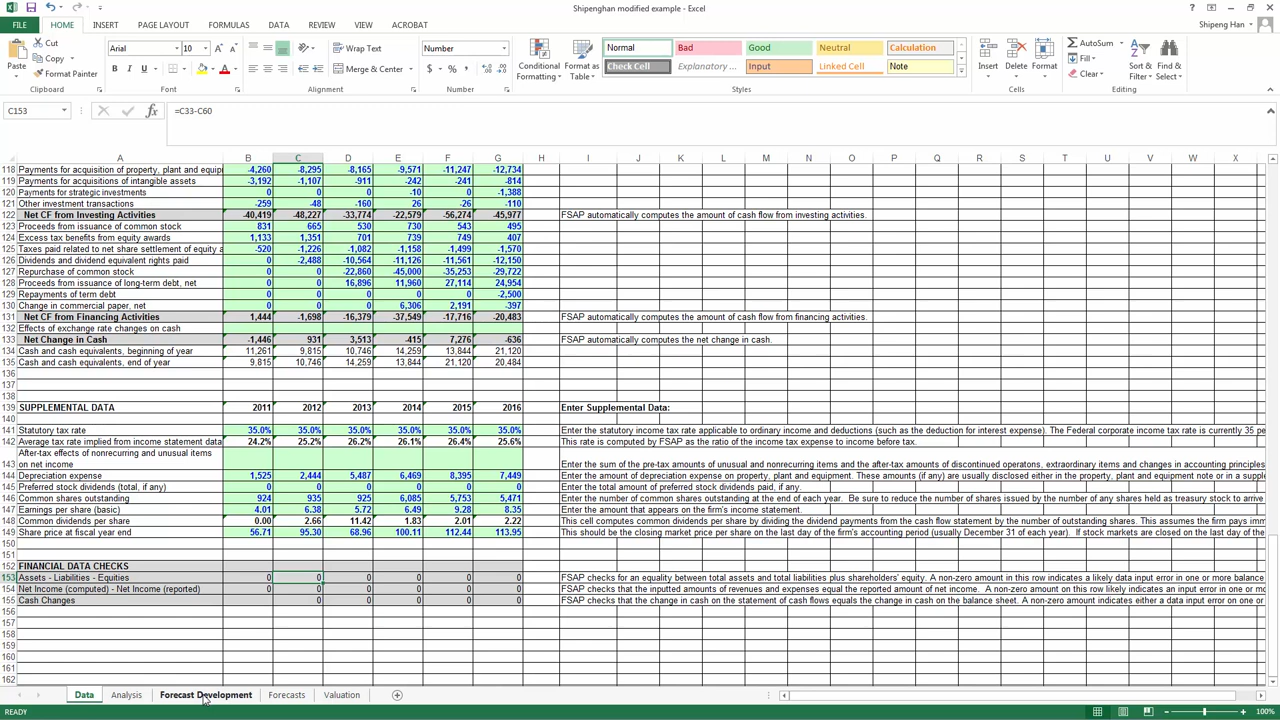 Shipenghan modified example - Excel
FILE HOME INSERT PAGE LAYOUT FORMULAS DATA REVIEW VIEW ACROBAT Shipeng Han
Cut Arial 10 Wrap Text Number Normal Bad Good Neutral Calculation AutoSum
Copy Fill
Format Painter B I U Merge & Center $ % , Check Cell Explanatory ... Input Linked Cell Note Clear
Paste Conditional Formatting Format as Table Insert Delete Format Sort & Filter Find & Select
Clipboard Font Alignment Number Styles Cells Editing
C153 =C33-C60
A B C D E F G H I J K L M N O P Q R S T U V W X
118 Payments for acquisition of property, plant and equip -4,260 -8,295 -8,165 -9,571 -11,247 -12,734
119 Payments for acquisitions of intangible assets -3,192 -1,107 -911 -242 -241 -814
120 Payments for strategic investments 0 0 0 -10 0 -1,388
121 Other investment transactions -259 -48 -160 26 -26 -110
122 Net CF from Investing Activities -40,419 -48,227 -33,774 -22,579 -56,274 -45,977 FSAP automatically computes the amount of cash flow from investing activities.
123 Proceeds from issuance of common stock 831 665 530 730 543 495
124 Excess tax benefits from equity awards 1,133 1,351 701 739 749 407
125 Taxes paid related to net share settlement of equity a -520 -1,226 -1,082 -1,158 -1,499 -1,570
126 Dividends and dividend equivalent rights paid 0 -2,488 -10,564 -11,126 -11,561 -12,150
127 Repurchase of common stock 0 0 -22,860 -45,000 -35,253 -29,722
128 Proceeds from issuance of long-term debt, net 0 0 16,896 11,960 27,114 24,954
129 Repayments of term debt 0 0 0 0 0 -2,500
130 Change in commercial paper, net 0 0 0 6,306 2,191 -397
131 Net CF from Financing Activities 1,444 -1,698 -16,379 -37,549 -17,716 -20,483 FSAP automatically computes the amount of cash flow from financing activities.
132 Effects of exchange rate changes on cash
133 Net Change in Cash -1,446 931 3,513 -415 7,276 -636 FSAP automatically computes the net change in cash.
134 Cash and cash equivalents, beginning of year 11,261 9,815 10,746 14,259 13,844 21,120
135 Cash and cash equivalents, end of year 9,815 10,746 14,259 13,844 21,120 20,484
136
137
138
139 SUPPLEMENTAL DATA 2011 2012 2013 2014 2015 2016 Enter Supplemental Data:
140
141 Statutory tax rate 35.0% 35.0% 35.0% 35.0% 35.0% 35.0% Enter the statutory income tax rate applicable to ordinary income and deductions (such as the deduction for interest expense). The Federal corporate income tax rate is currently 35 pe
142 Average tax rate implied from income statement data 24.2% 25.2% 26.2% 26.1% 26.4% 25.6% This rate is computed by FSAP as the ratio of the income tax expense to income before tax.
After-tax effects of nonrecurring and unusual items
143 on net income Enter the sum of the pre-tax amounts of unusual and nonrecurring items and the after-tax amounts of discontinued operatons, extraordinary items and changes in accounting principles
144 Depreciation expense 1,525 2,444 5,487 6,469 8,395 7,449 Enter the amount of depreciation expense on property, plant and equipment. These amounts (if any) are usually disclosed either in the property, plant and equipment note or in a suppl
145 Preferred stock dividends (total, if any) 0 0 0 0 0 0 Enter the total amount of preferred stock dividends paid, if any.
146 Common shares outstanding 924 935 925 6,085 5,753 5,471 Enter the number of common shares outstanding at the end of each year. Be sure to reduce the number of shares issued by the number of any shares held as treasury stock to arrive
147 Earnings per share (basic) 4.01 6.38 5.72 6.49 9.28 8.35 Enter the amount that appears on the firm's income statement.
148 Common dividends per share 0.00 2.66 11.42 1.83 2.01 2.22 This cell computes common dividends per share by dividing the dividend payments from the cash flow statement by the number of outstanding shares. This assumes the firm pays imm
149 Share price at fiscal year end 56.71 95.30 68.96 100.11 112.44 113.95 This should be the closing market price per share on the last day of the firm's accounting period (usually December 31 of each year). If stock markets are closed on the last day of the
150
151
152 FINANCIAL DATA CHECKS
153 Assets - Liabilities - Equities 0 0 0 0 0 0 FSAP checks for an equality between total assets and total liabilities plus shareholders' equity. A non-zero amount in this row indicates a likely data input error in one or more balance
154 Net Income (computed) - Net Income (reported) 0 0 0 0 0 0 FSAP checks that the inputted amounts of revenues and expenses equal the reported amount of net income. A non-zero amount on this row likely indicates an input error in one or mo
155 Cash Changes 0 0 0 0 0 FSAP checks that the change in cash on the statement of cash flows equals the change in cash on the balance sheet. A non-zero amount indicates either a data input error on one or
156
157
158
159
160
161
162
Data Analysis Forecast Development Forecasts Valuation
READY 100%